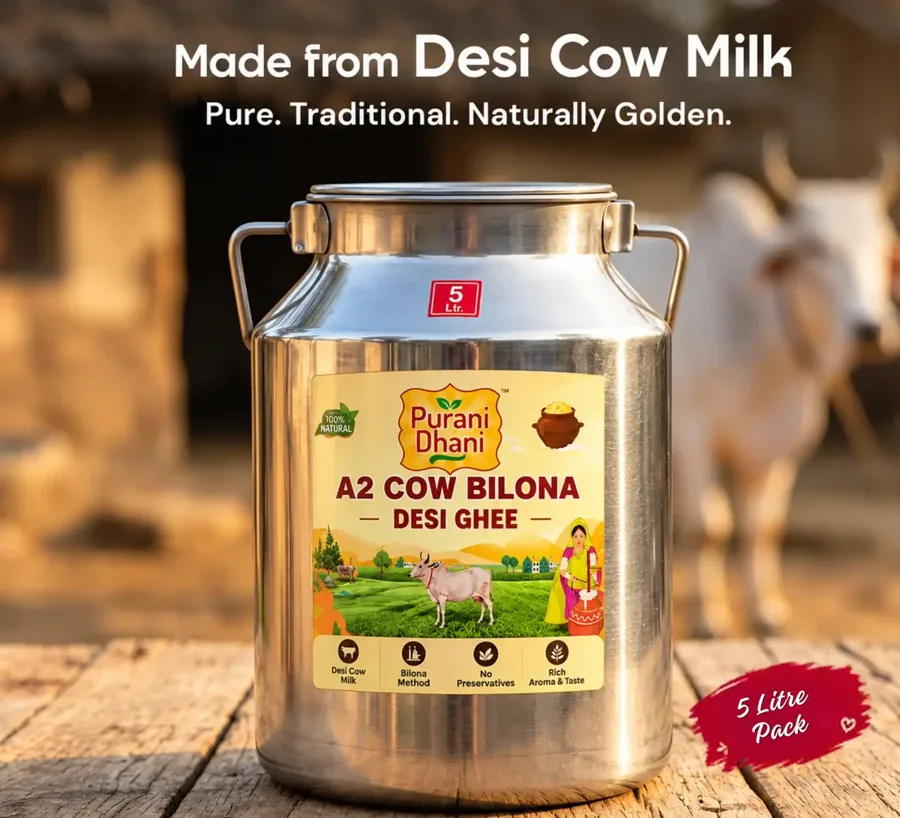 Made from Desi Cow Milk
Pure. Traditional. Naturally Golden.
5
Ltr.
100%
NATURAL
Purani
Dhani
TM
A2 COW BILONA
DESI GHEE
Desi Cow
Milk
Bilona
Method
No
Preservatives
Rich
Aroma & Taste
5 Litre
Pack